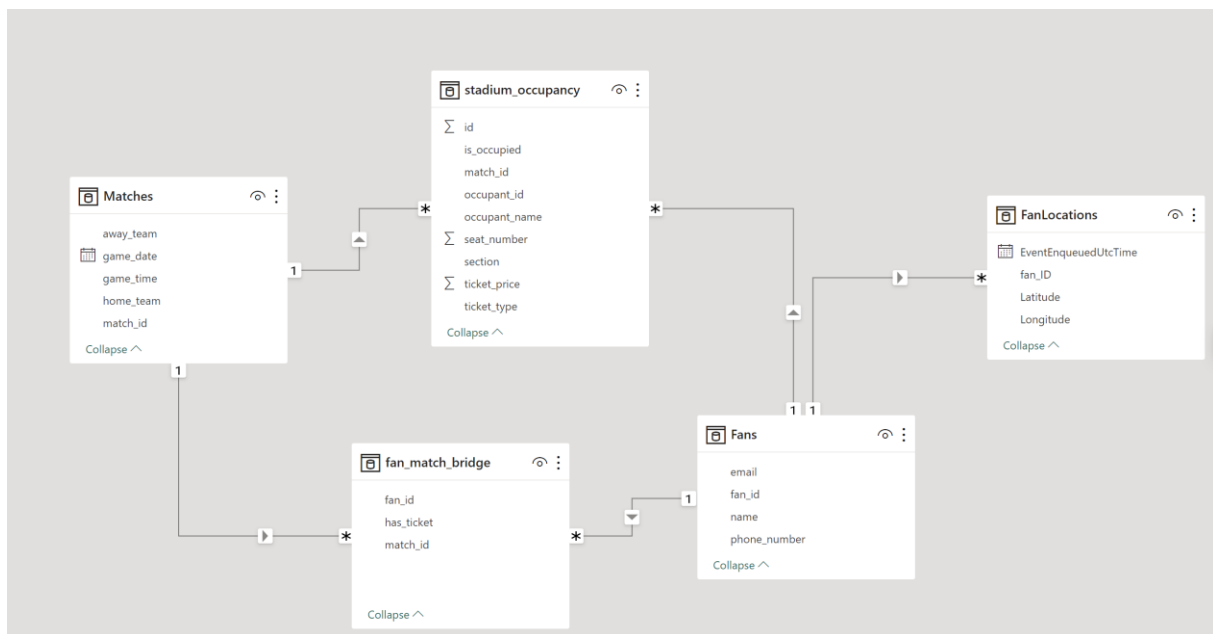 stadium_occupancy
Σ id
is_occupied
match_id
occupant_id
occupant_name
Σ seat_number
section
Σ ticket_price
ticket_type
Collapse
Matches
away_team
game_date
game_time
home_team
match_id
Collapse
FanLocations
EventEnqueuedUtcTime
fan_ID
Latitude
Longitude
Collapse
1
*
*
*
1
1 1
Fans
email
fan_id
name
phone_number
Collapse
fan_match_bridge
fan_id
has_ticket
match_id
Collapse
1
*
*